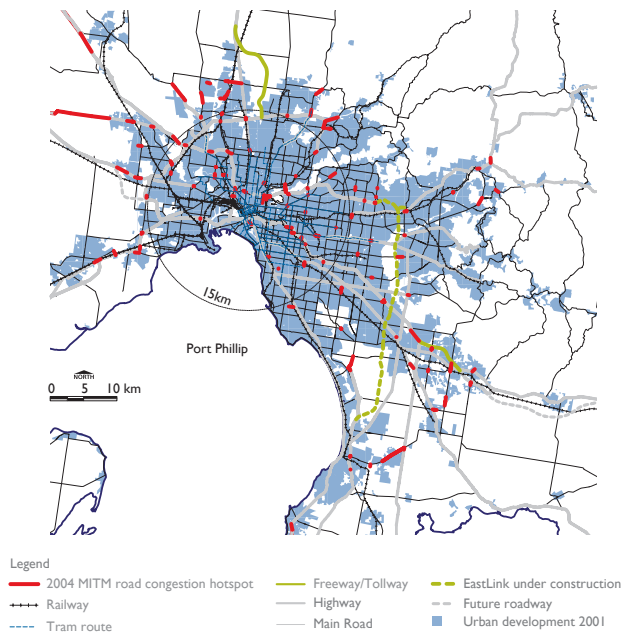 15km
Port Phillip
NORTH
0 5 10 km
Legend
2004 MITM road congestion hotspot
Railway
Tram route
Freeway/Tollway
Highway
Main Road
EastLink under construction
Future roadway
Urban development 2001